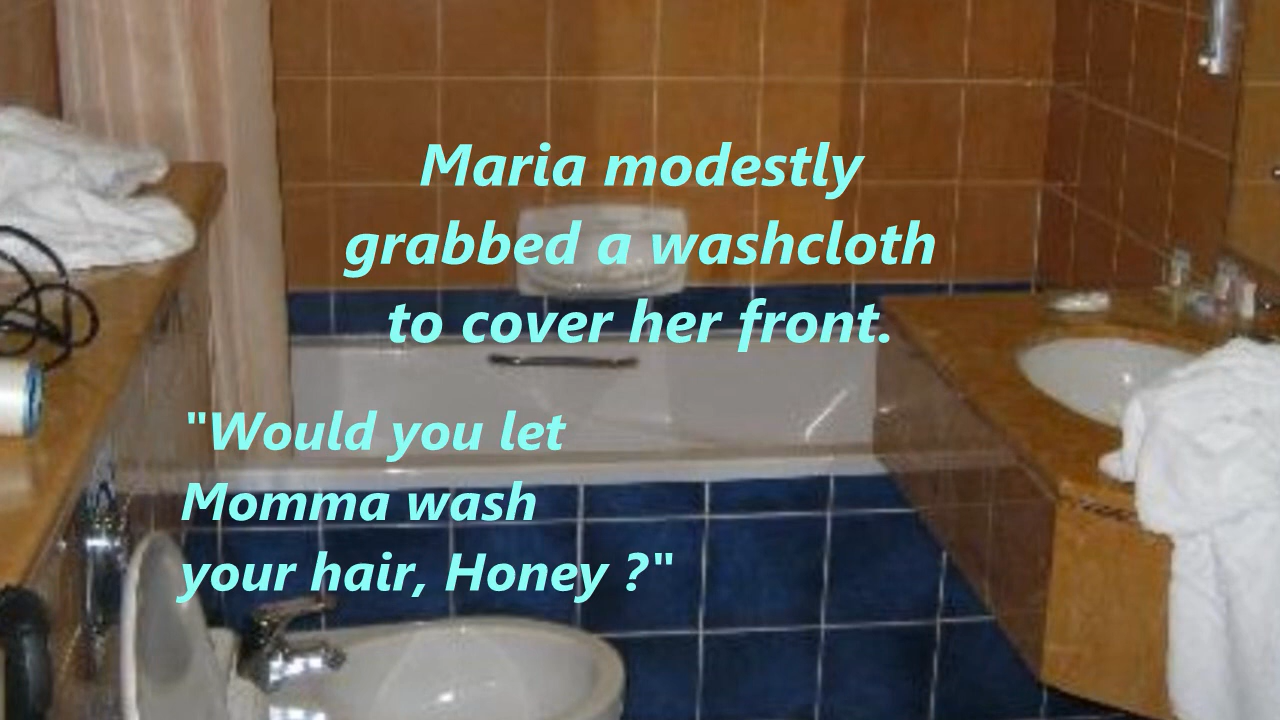 Maria modestly
grabbed a washcloth
to cover her front.
"Would you let
Momma wash
your hair, Honey ?"